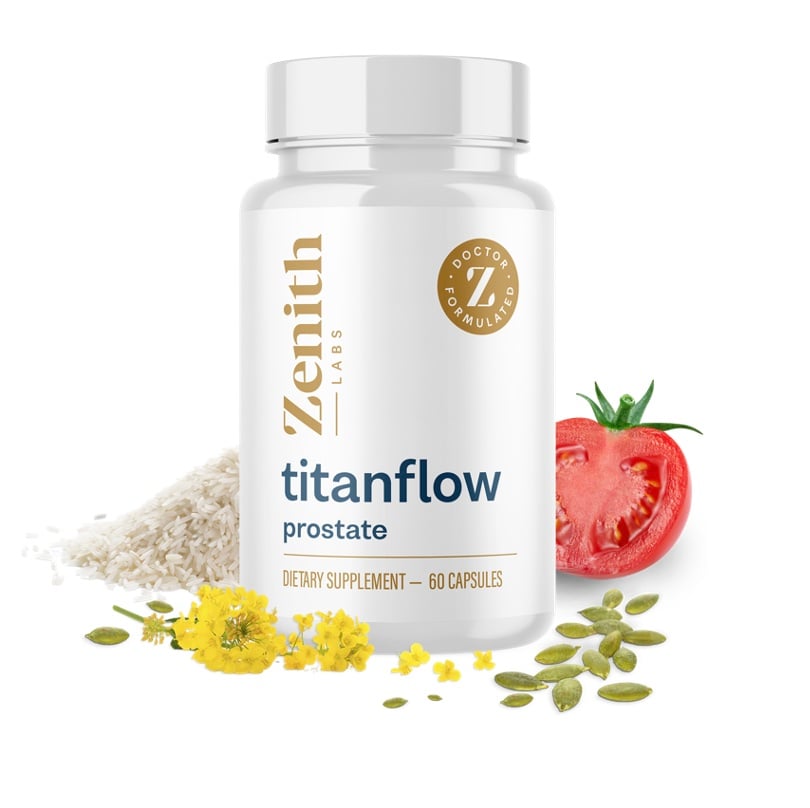 Zenith
LABS
DOCTOR
Z
FORMULATED
titanflow
prostate
DIETARY SUPPLEMENT — 60 CAPSULES